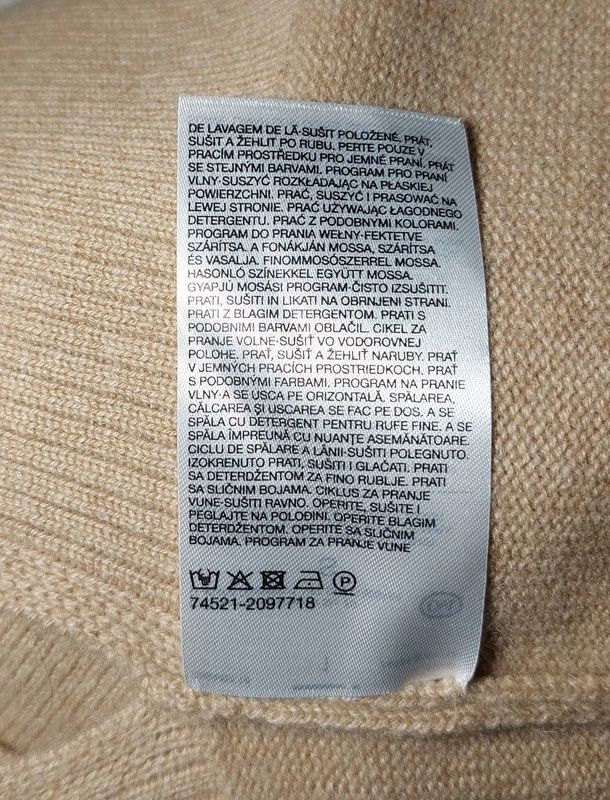 DE LAVAGEM DE LÃ·SUŠIT POLOŽENÉ, PRÁT,
SUŠIT A ŽEHLIT PO RUBU. PERTE POUZE V
PRACÍM PROSTŘEDKU PRO JEMNÉ PRANÍ. PRÁT
SE STEJNÝMI BARVAMI. PROGRAM PRO PRANÍ
VLNY·SUSZYĆ ROZKŁADAJĄC NA PŁASKIEJ
POWIERZCHNI. PRAĆ, SUSZYĆ I PRASOWAĆ NA
LEWEJ STRONIE. PRAĆ UŻYWAJĄC ŁAGODNEGO
DETERGENTU. PRAĆ Z PODOBNYMI KOLORAMI.
PROGRAM DO PRANIA WEŁNY·FEKTETVE
SZÁRÍTSA. A FONÁKJÁN MOSSA, SZÁRÍTSA
ÉS VASALJA. FINOMMOSÓSZERREL MOSSA.
HASONLÓ SZÍNEKKEL EGYÜTT MOSSA.
GYAPJÚ MOSÁSI PROGRAM·ČISTO IZSUŠITI.
PRATI, SUŠITI IN LIKATI NA OBRNJENI STRANI.
PRATI Z BLAGIM DETERGENTOM. PRATI S
PODOBNIMI BARVAMI OBLAČIL. CIKEL ZA
PRANJE VOLNE·SUŠIŤ VO VODOROVNEJ
POLOHE. PRAŤ, SUŠIŤ A ŽEHLIŤ NARUBY. PRAŤ
V JEMNÝCH PRACÍCH PROSTRIEDKOCH. PRAŤ
S PODOBNÝMI FARBAMI. PROGRAM NA PRANIE
VLNY·A SE USCA PE ORIZONTALĂ. SPĂLAREA,
CĂLCAREA ȘI USCAREA SE FAC PE DOS. A SE
SPĂLA CU DETERGENT PENTRU RUFE FINE. A SE
SPĂLA ÎMPREUNĂ CU NUANȚE ASEMĂNĂTOARE.
CICLU DE SPĂLARE A LÂNII·SUŠITI POLEGNUTO.
IZOKRENUTO PRATI, SUŠITI I GLAČATI. PRATI
SA DETERDŽENTOM ZA FINO RUBLJE. PRATI
SA SLIČNIM BOJAMA. CIKLUS ZA PRANJE
VUNE·SUŠITI RAVNO. OPERITE, SUŠITE I
PEGLAJTE NA POLOĐINI. OPERITE BLAGIM
DETERDŽENTOM. OPERITE SA SLIČNIM
BOJAMA. PROGRAM ZA PRANJE VUNE
P
74521-2097718